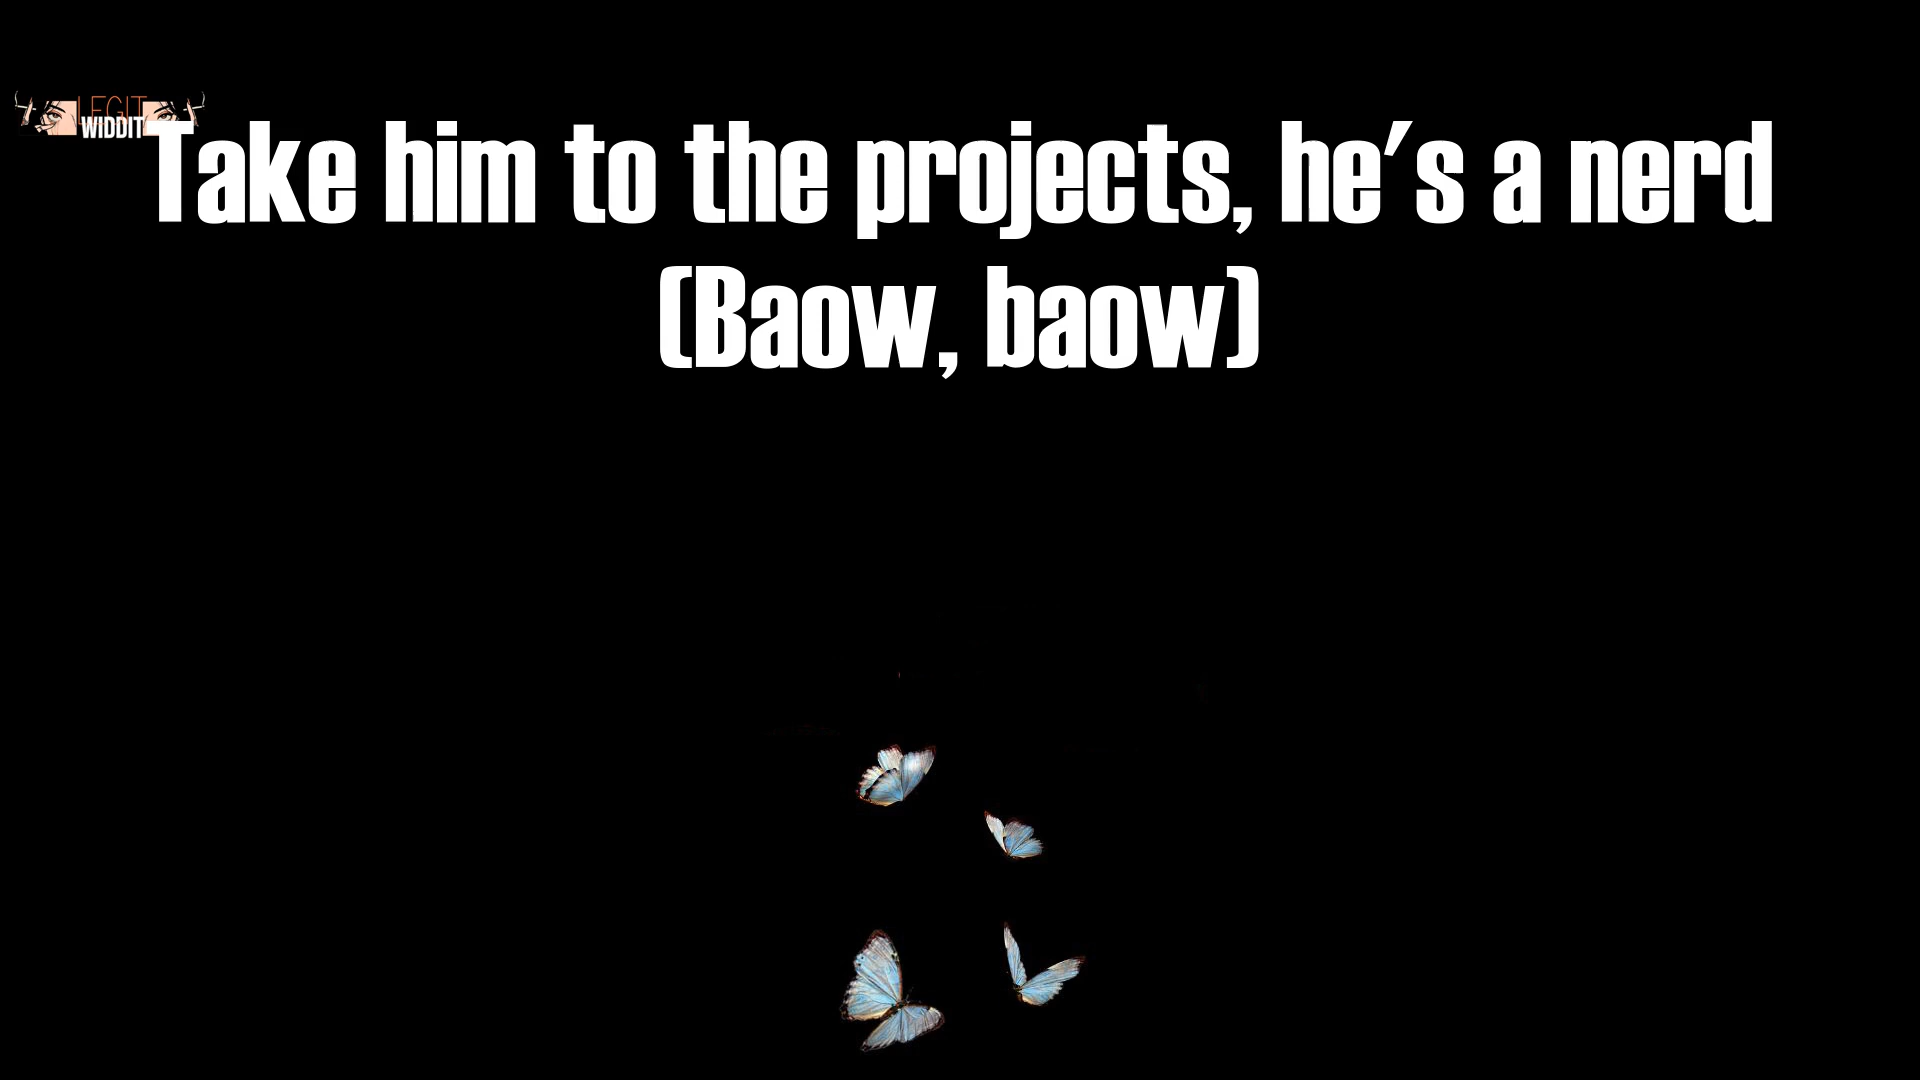 LEGIT
WIDDIT
Take him to the projects, he's a nerd
(Baow, baow)